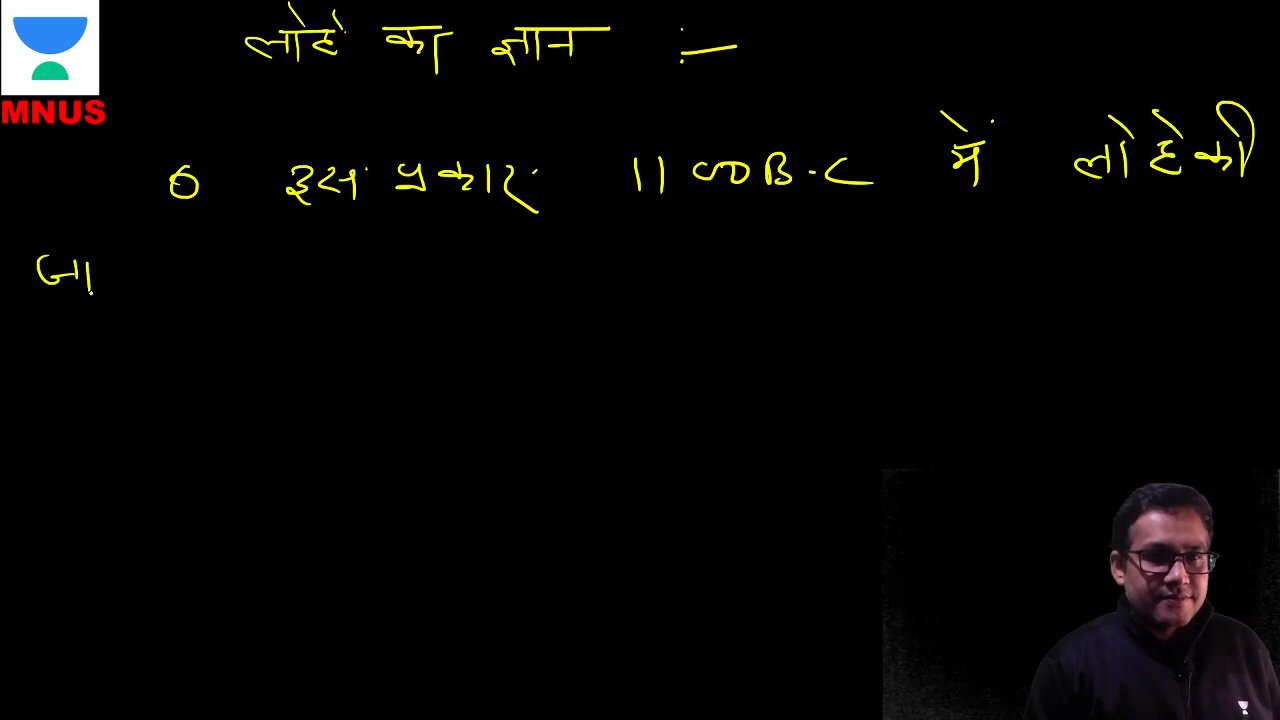 MNUS
लोहे का ज्ञान :-
० इस प्रकार 1100 B.C में लोहे की
जा